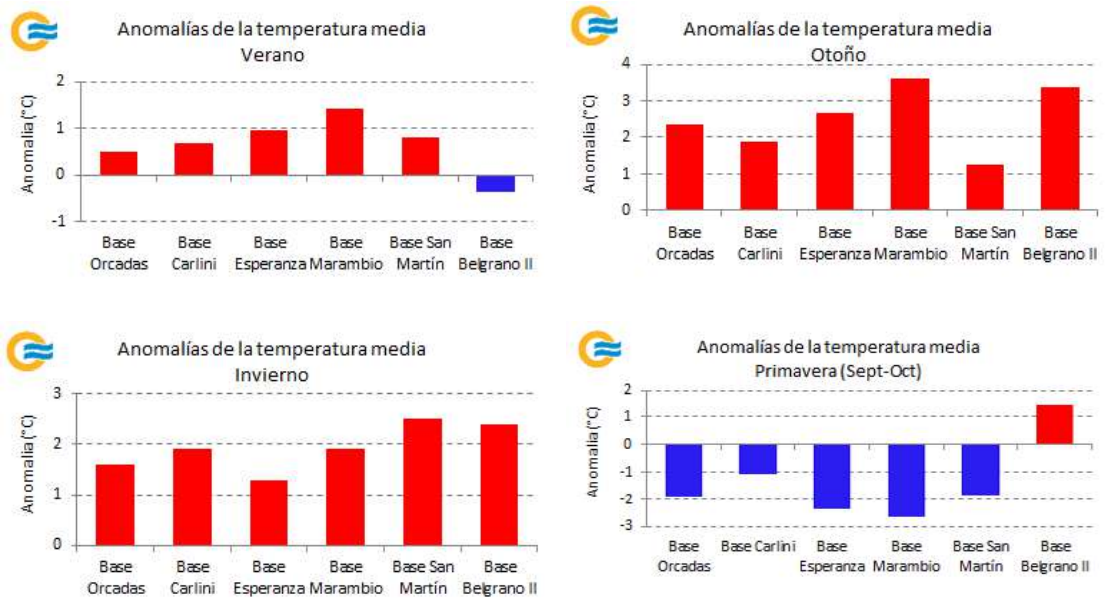 Anomalías de la temperatura media
Verano
Anomalía (°C)
2
1
0
-1
Base Orcadas
Base Carlini
Base Esperanza
Base Marambio
Base San Martín
Base Belgrano II
Anomalías de la temperatura media
Otoño
Anomalía (°C)
4
3
2
1
0
Base Orcadas
Base Carlini
Base Esperanza
Base Marambio
Base San Martín
Base Belgrano II
Anomalías de la temperatura media
Invierno
Anomalía (°C)
3
2
1
0
Base Orcadas
Base Carlini
Base Esperanza
Base Marambio
Base San Martín
Base Belgrano II
Anomalías de la temperatura media
Primavera (Sept-Oct)
Anomalía (°C)
2
1
0
-1
-2
-3
Base Orcadas
Base Carlini
Base Esperanza
Base Marambio
Base San Martín
Base Belgrano II